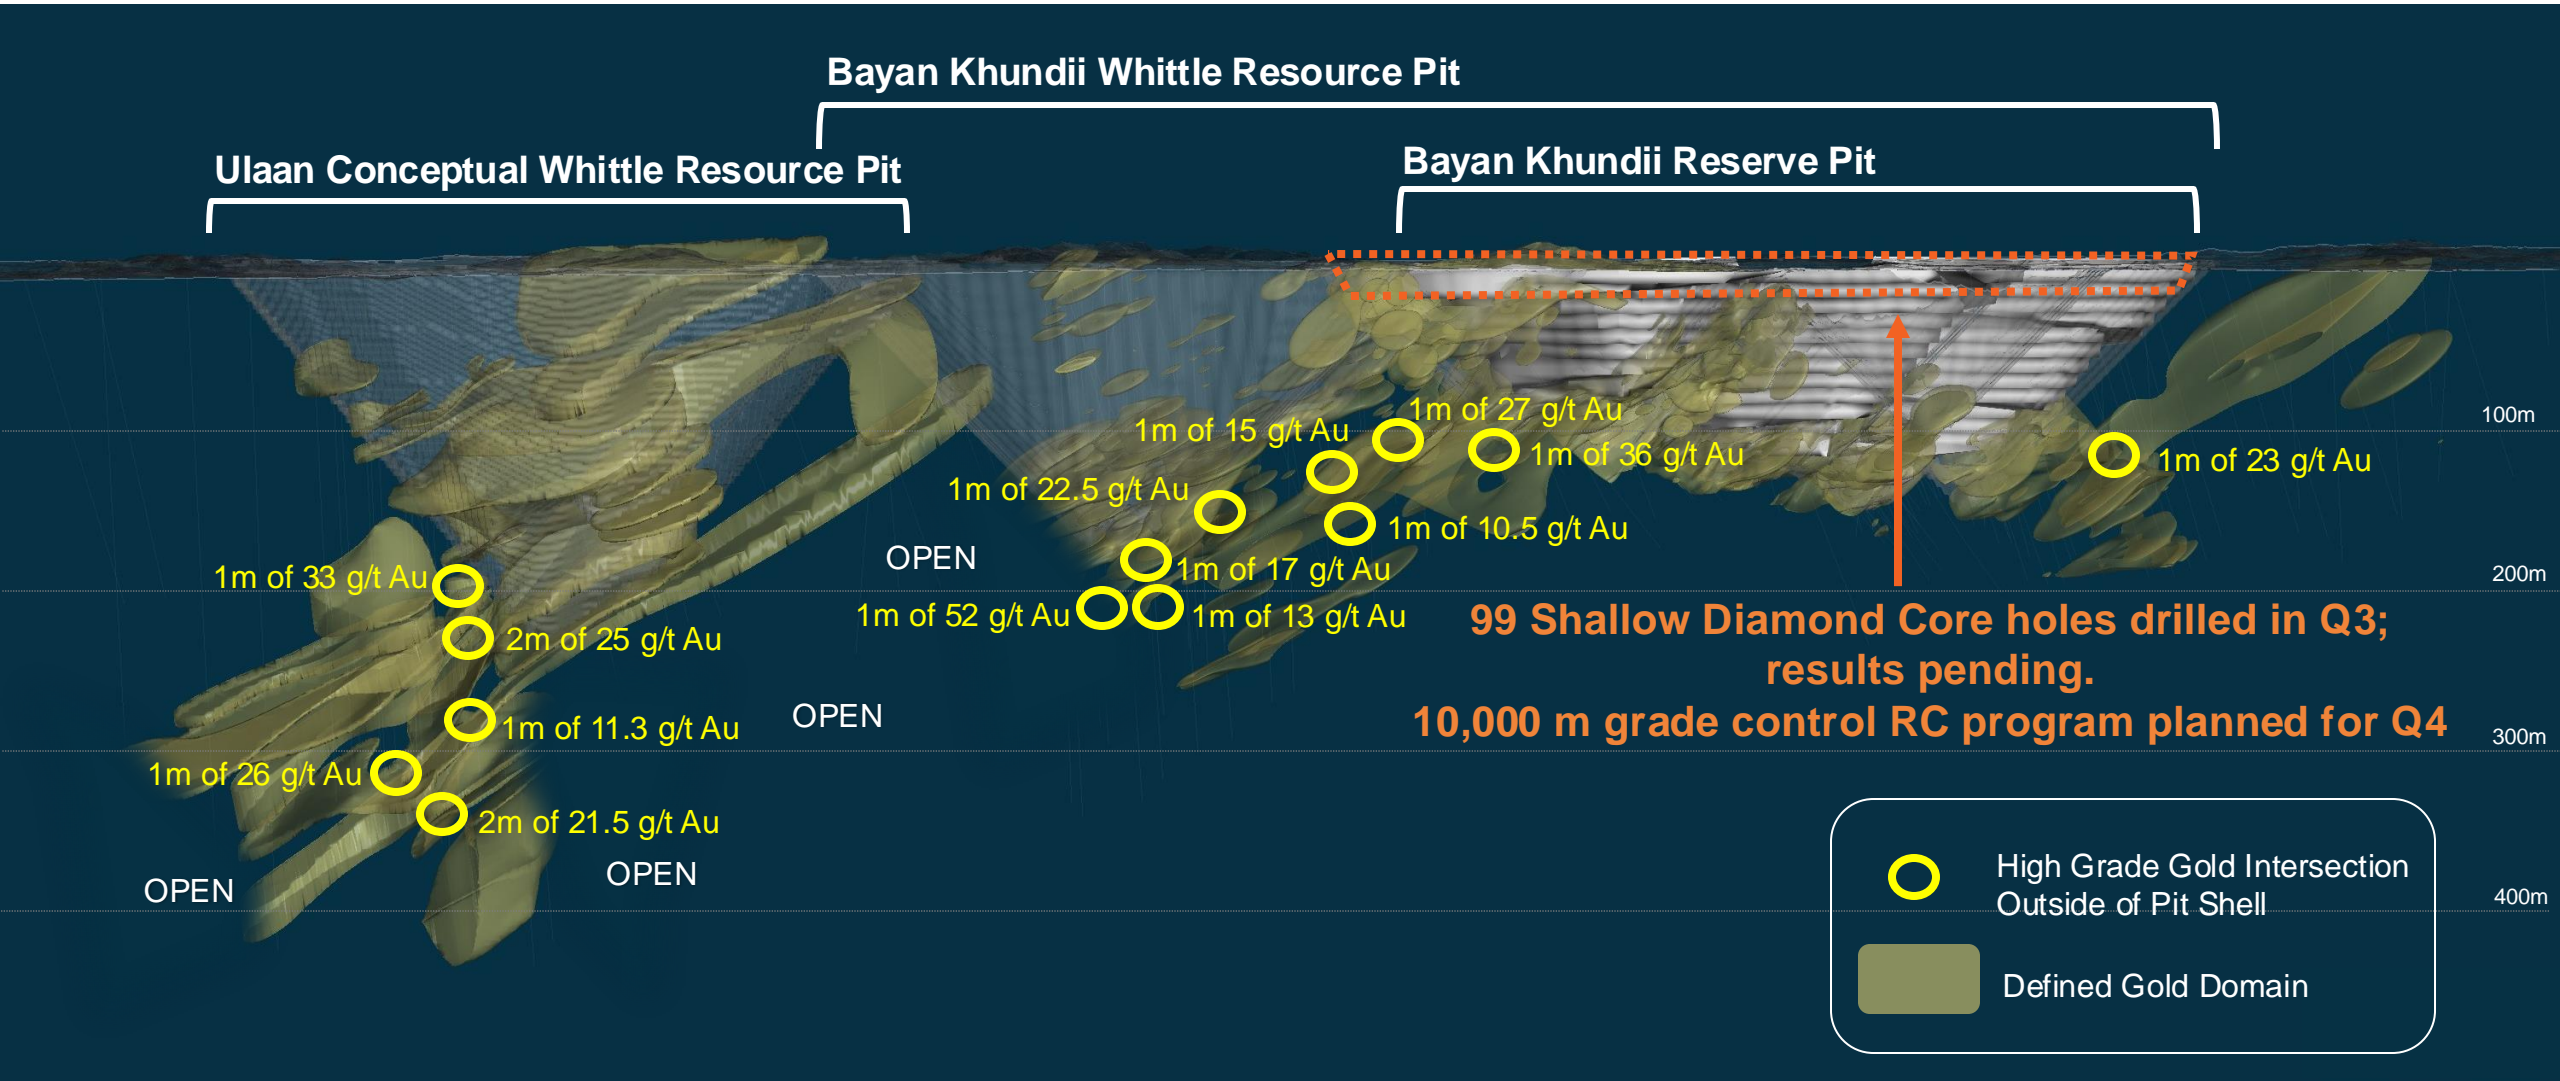 Bayan Khundii Whittle Resource Pit
Ulaan Conceptual Whittle Resource Pit
Bayan Khundii Reserve Pit
1m of 27 g/t Au
1m of 15 g/t Au
1m of 36 g/t Au
1m of 23 g/t Au
1m of 22.5 g/t Au
1m of 10.5 g/t Au
OPEN
1m of 17 g/t Au
1m of 52 g/t Au
1m of 13 g/t Au
1m of 33 g/t Au
2m of 25 g/t Au
1m of 11.3 g/t Au
1m of 26 g/t Au
2m of 21.5 g/t Au
OPEN
OPEN
OPEN
99 Shallow Diamond Core holes drilled in Q3;
results pending.
10,000 m grade control RC program planned for Q4
100m
200m
300m
400m
High Grade Gold Intersection
Outside of Pit Shell
Defined Gold Domain